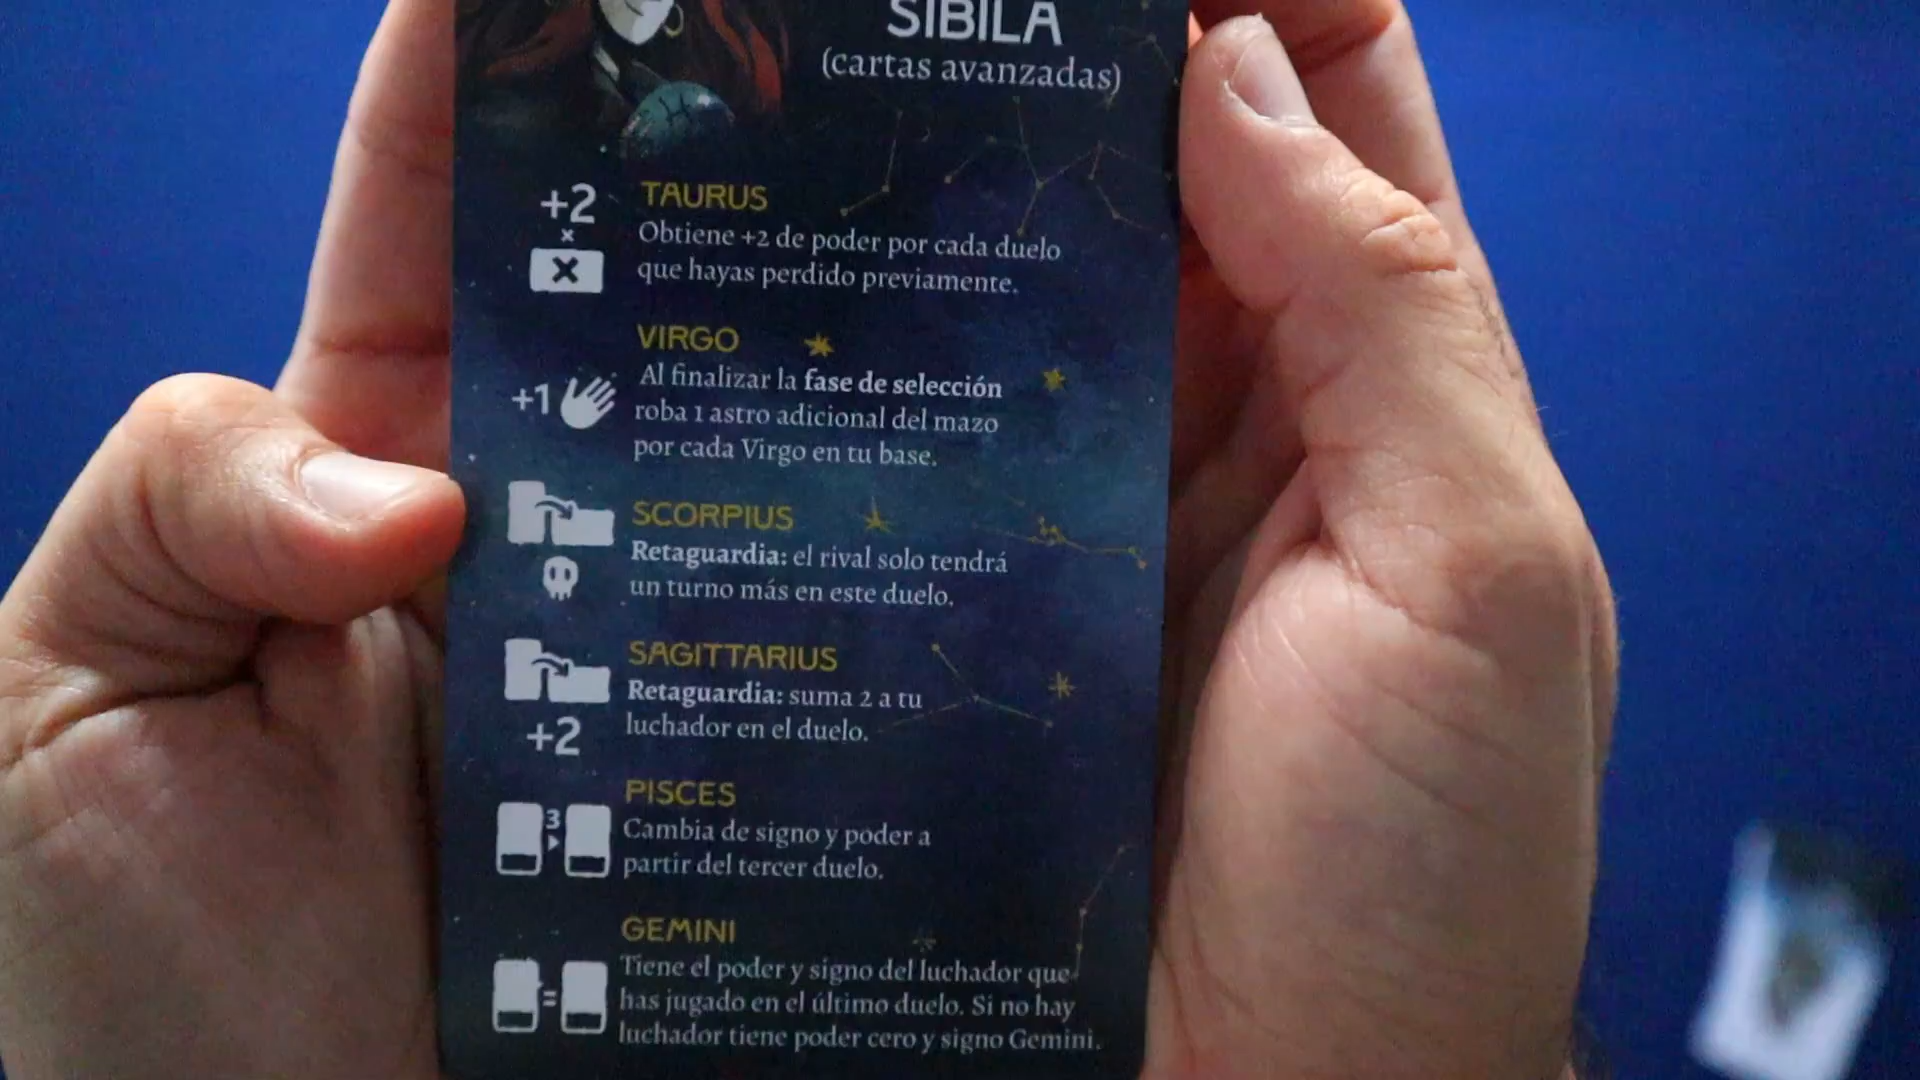 SIBILA
(cartas avanzadas)
+2
×
X
TAURUS
Obtiene +2 de poder por cada duelo
que hayas perdido previamente.
+1
VIRGO
Al finalizar la fase de selección
roba 1 astro adicional del mazo
por cada Virgo en tu base.
SCORPIUS
Retaguardia: el rival solo tendrá
un turno más en este duelo.
+2
SAGITTARIUS
Retaguardia: suma 2 a tu
luchador en el duelo.
3
PISCES
Cambia de signo y poder a
partir del tercer duelo.
=
GEMINI
Tiene el poder y signo del luchador que
has jugado en el último duelo. Si no hay
luchador tiene poder cero y signo Gemini.